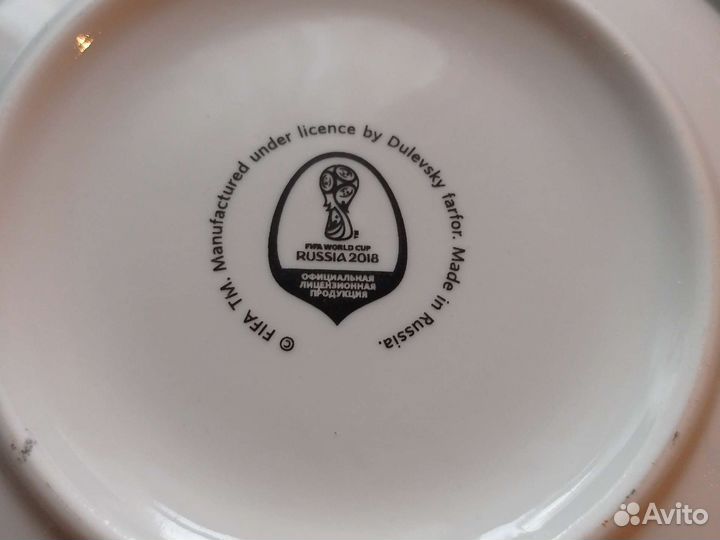 © FIFA TM. Manufactured under licence by Dulevsky farfor. Made in Russia.
FIFA WORLD CUP
RUSSIA 2018
ОФИЦИАЛЬНАЯ
ЛИЦЕНЗИОННАЯ
ПРОДУКЦИЯ
Avito